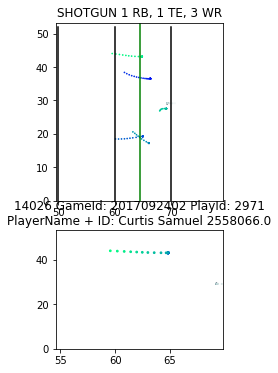 SHOTGUN 1 RB, 1 TE, 3 WR
50
40
30
20
10
0
50 60 70
14026 GameId: 2017092402 PlayId: 2971
PlayerName + ID: Curtis Samuel 2558066.0
40
20
0
55 60 65